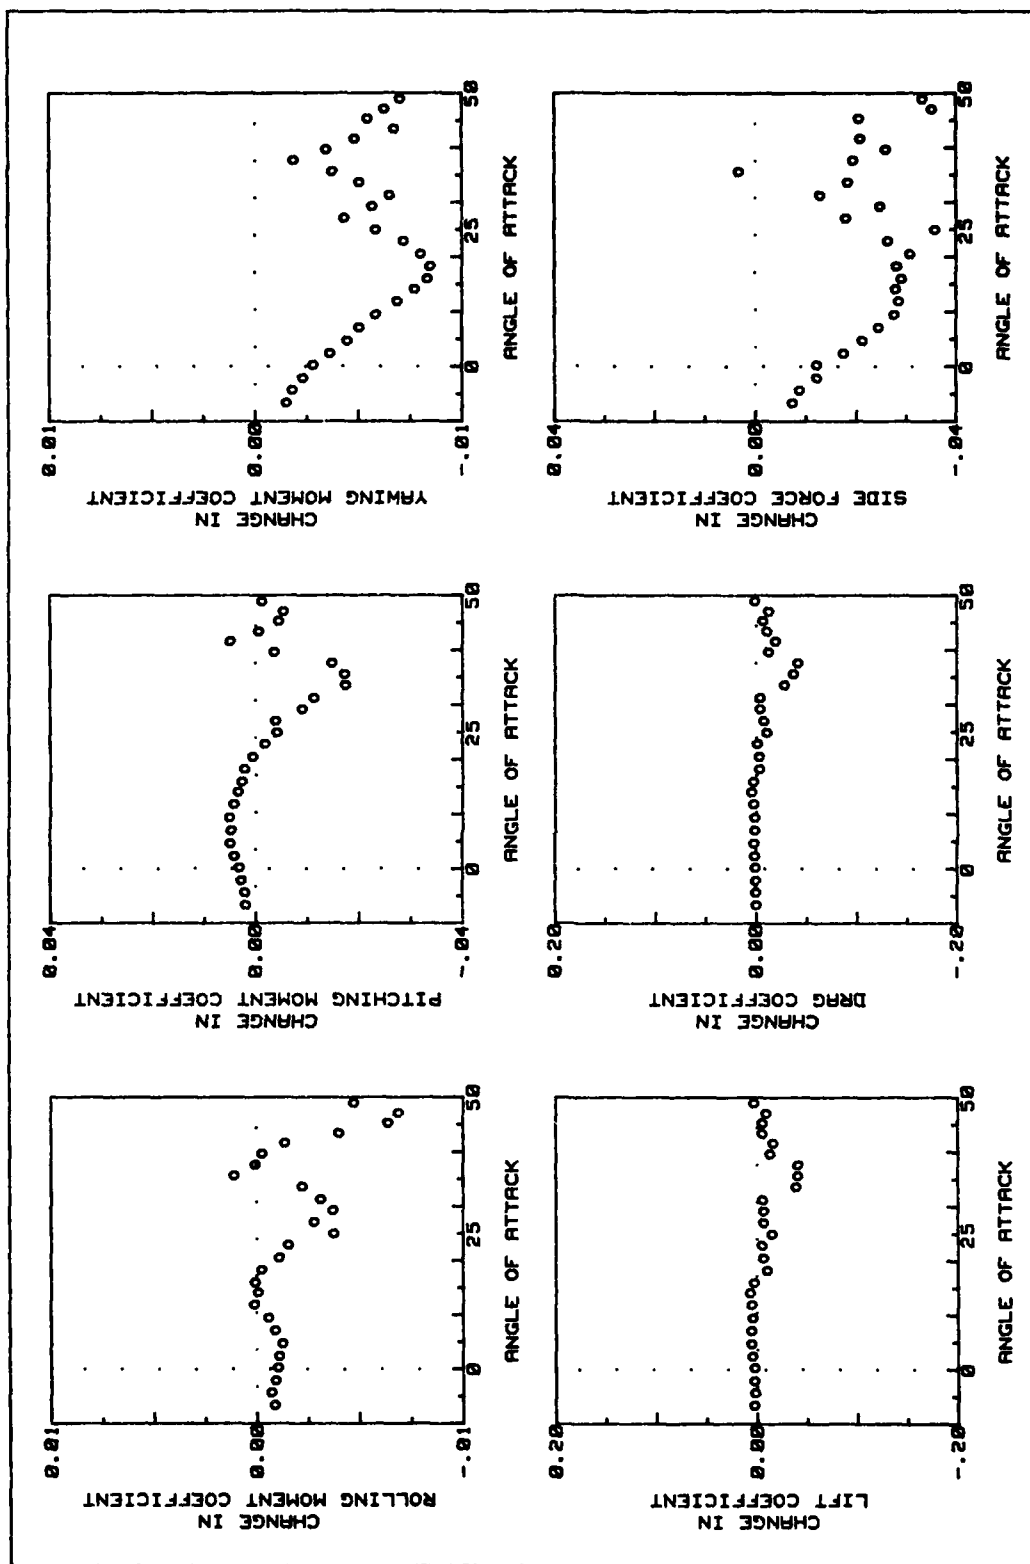 CHANGE IN
ROLLING MOMENT COEFFICIENT
0.01
0.00
-.01
0
25
50
ANGLE OF ATTACK
CHANGE IN
PITCHING MOMENT COEFFICIENT
0.04
0.00
-.04
0
25
50
ANGLE OF ATTACK
CHANGE IN
YAWING MOMENT COEFFICIENT
0.01
0.00
-.01
0
25
50
ANGLE OF ATTACK
CHANGE IN
LIFT COEFFICIENT
0.20
0.00
-.20
0
25
50
ANGLE OF ATTACK
CHANGE IN
DRAG COEFFICIENT
0.20
0.00
-.20
0
25
50
ANGLE OF ATTACK
CHANGE IN
SIDE FORCE COEFFICIENT
0.04
0.00
-.04
0
25
50
ANGLE OF ATTACK